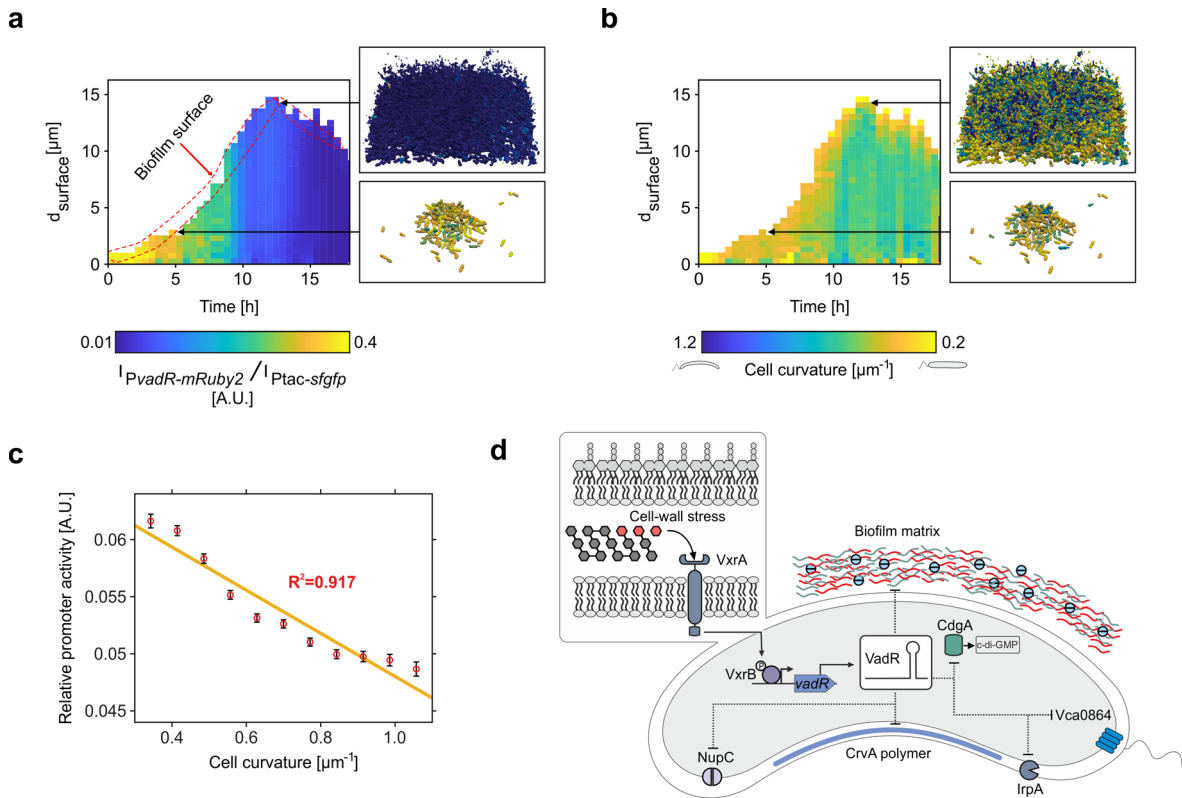 a
d surface [µm]
15
10
5
0
Biofilm surface
0
5
10
15
Time [h]
0.01
0.4
I PvadR-mRuby2 / I Ptac-sfgfp
[A.U.]
b
d surface [µm]
15
10
5
0
0
5
10
15
Time [h]
1.2
0.2
Cell curvature [µm-1]
c
Relative promoter activity [A.U.]
0.06
0.055
0.05
0.045
R2=0.917
0.4
0.6
0.8
1.0
Cell curvature [µm-1]
d
Cell-wall stress
VxrA
Biofilm matrix
CdgA
c-di-GMP
VadR
P
VxrB
vadR
Vca0864
NupC
CrvA polymer
IrpA